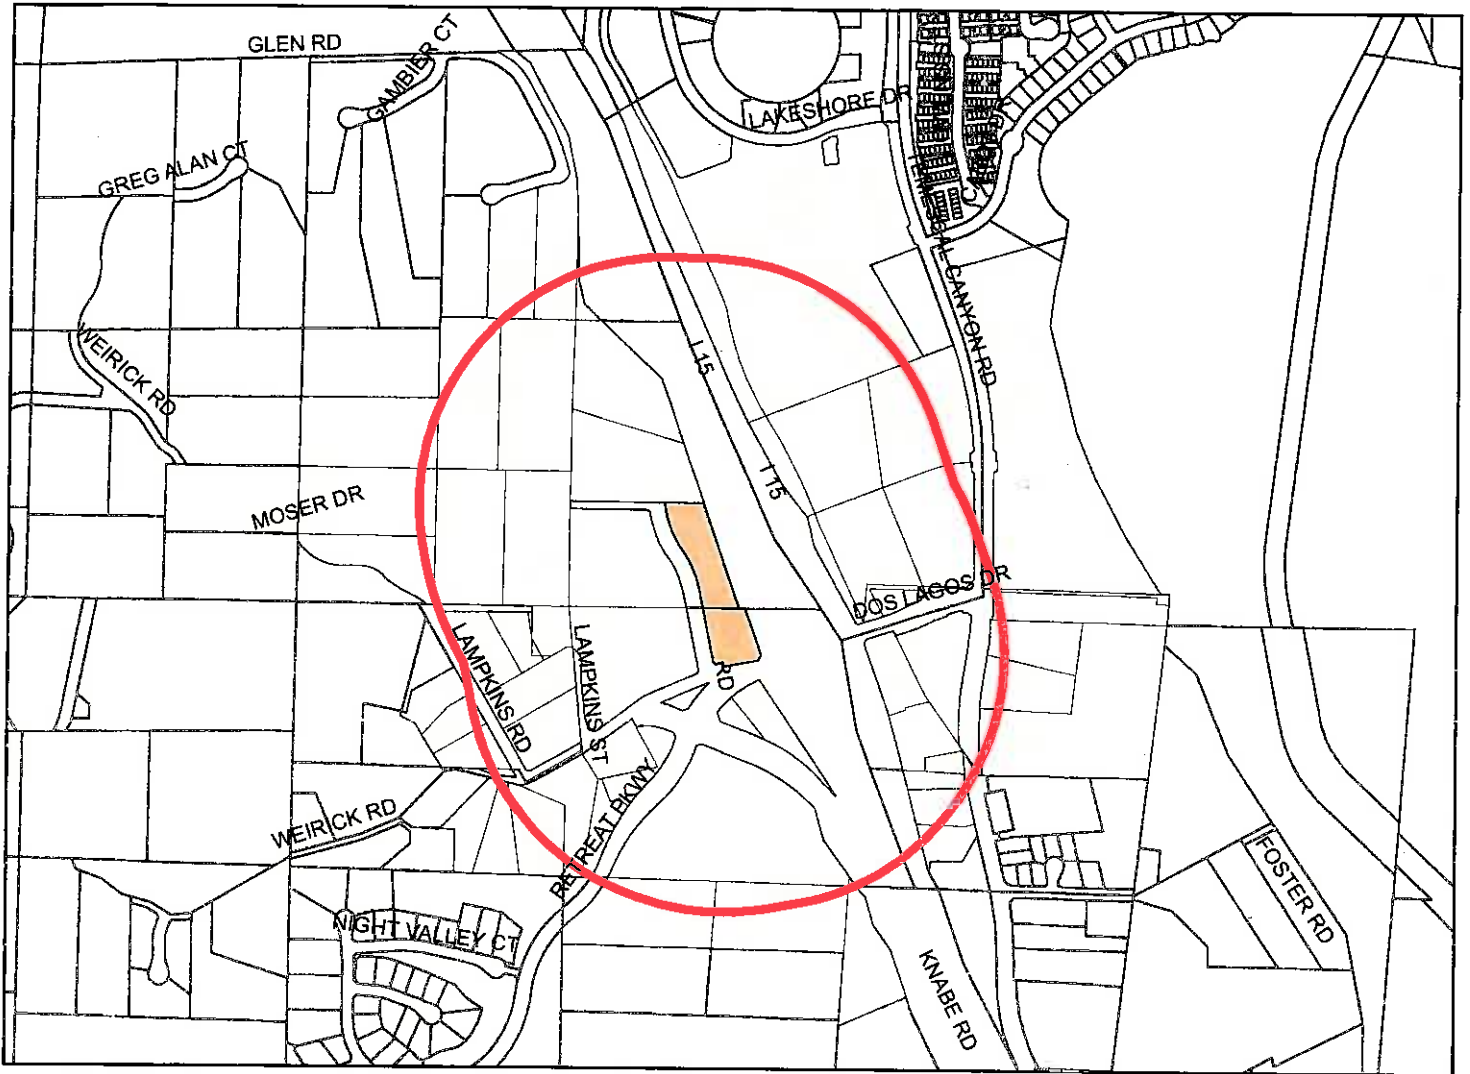 GLEN RD
GAMBIER CT
LAKESHORE DR
GREG ALAN CT
CANYON RD
WEIRICK RD
I 15
I 15
MOSER DR
DOS LAGOS DR
LAMPKINS RD
LAMPKINS ST
RD
RETREAT PKWY
WEIRICK RD
FOSTER RD
NIGHT VALLEY CT
KNABE RD